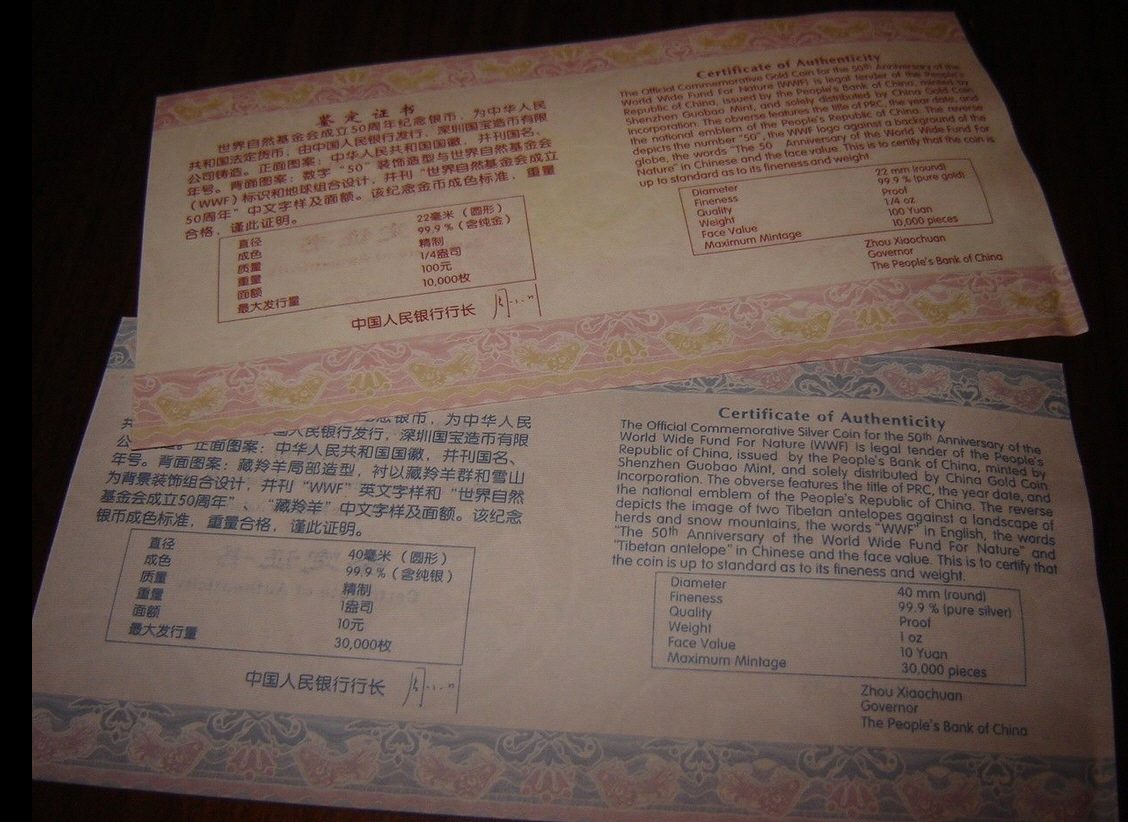 鉴定证书
世界自然基金会成立50周年纪念银币，为中华人民
共和国法定货币，由中国人民银行发行，深圳国宝造币有限
公司铸造。正面图案：中华人民共和国国徽，并刊国名、
年号。背面图案：数字“50”装饰造型与世界自然基金会
（WWF）标识和地球组合设计，并刊“世界自然基金会成立
50周年”中文字样及面额。该纪念金币成色标准，重量
合格，谨此证明。
直径 22毫米（圆形）
成色 99.9%（含纯金）
质量 精制
重量 1/4盎司
面额 100元
最大发行量 10,000枚
中国人民银行行长
Certificate of Authenticity
The Official Commemorative Gold Coin for the 50th Anniversary of the
World Wide Fund For Nature (WWF) is legal tender of the People's
Republic of China, issued by the People's Bank of China, minted by
Shenzhen Guobao Mint, and solely distributed by China Gold Coin
Incorporation. The obverse features the title of PRC, the year date, and
the national emblem of the People's Republic of China. The reverse
depicts the number "50", the WWF logo against a background of the
globe, the words "The 50 Anniversary of the World Wide Fund For
Nature" in Chinese and the face value. This is to certify that the coin is
up to standard as to its fineness and weight.
Diameter 22 mm (round)
Fineness 99.9 % (pure gold)
Quality Proof
Weight 1/4 oz
Face Value 100 Yuan
Maximum Mintage 10,000 pieces
Zhou Xiaochuan
Governor
The People's Bank of China
念银币，为中华人民
共 人民银行发行，深圳国宝造币有限
公 。正面图案：中华人民共和国国徽，并刊国名、
年号。背面图案：藏羚羊局部造型，衬以藏羚羊群和雪山
为背景装饰组合设计，并刊“WWF”英文字样和“世界自然
基金会成立50周年”、“藏羚羊”中文字样及面额。该纪念
银币成色标准，重量合格，谨此证明。
直径 40毫米（圆形）
成色 99.9%（含纯银）
质量 精制
重量 1盎司
面额 10元
最大发行量 30,000枚
中国人民银行行长
Certificate of Authenticity
The Official Commemorative Silver Coin for the 50th Anniversary of the
World Wide Fund For Nature (WWF) is legal tender of the People's
Republic of China, issued by the People's Bank of China, minted by
Shenzhen Guobao Mint, and solely distributed by China Gold Coin
Incorporation. The obverse features the title of PRC, the year date, and
the national emblem of the People's Republic of China. The reverse
depicts the image of two Tibetan antelopes against a landscape of
herds and snow mountains, the words "WWF" in English, the words
"The 50th Anniversary of the World Wide Fund For Nature" and
"Tibetan antelope" in Chinese and the face value. This is to certify that
the coin is up to standard as to its fineness and weight.
Diameter 40 mm (round)
Fineness 99.9 % (pure silver)
Quality Proof
Weight 1 oz
Face Value 10 Yuan
Maximum Mintage 30,000 pieces
Zhou Xiaochuan
Governor
The People's Bank of China